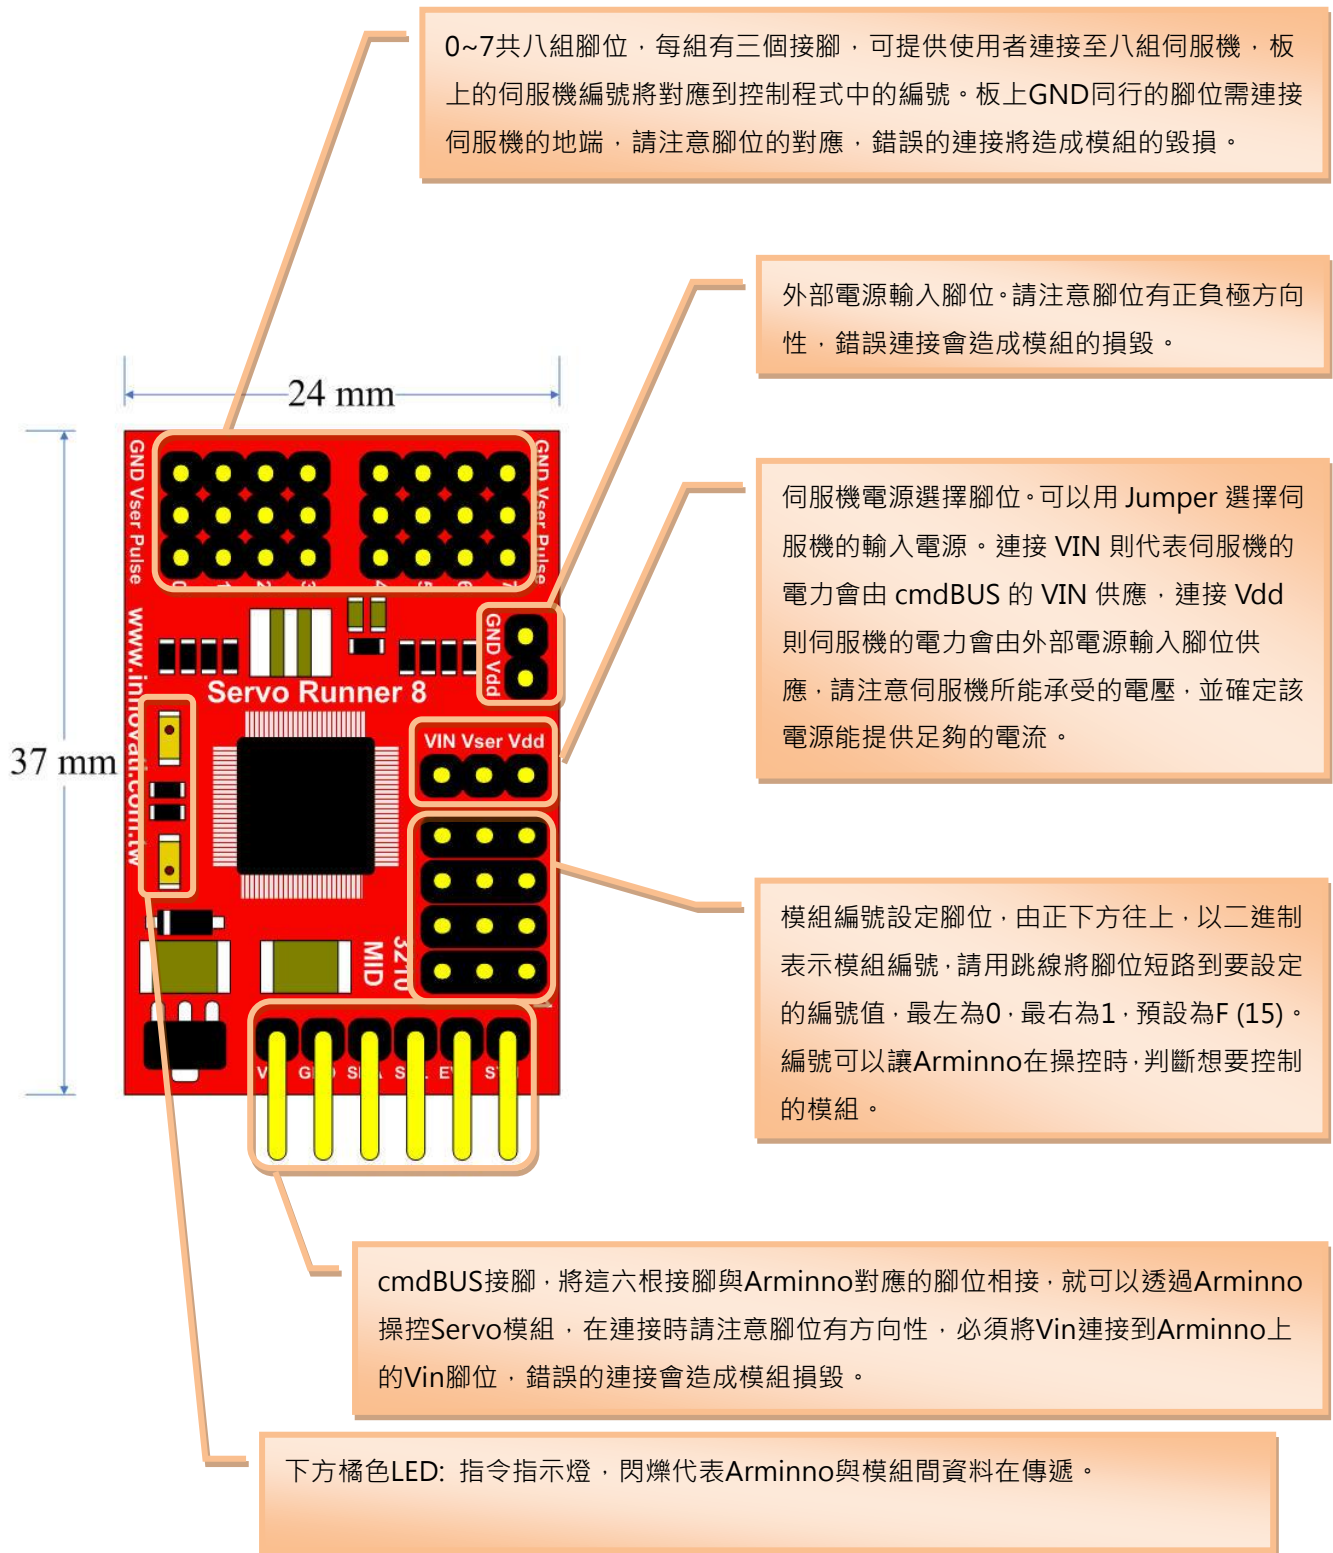 0~7共八組腳位，每組有三個接腳，可提供使用者連接至八組伺服機，板
上的伺服機編號將對應到控制程式中的編號。板上GND同行的腳位需連接
伺服機的地端，請注意腳位的對應，錯誤的連接將造成模組的毀損。
外部電源輸入腳位。請注意腳位有正負極方向
性，錯誤連接會造成模組的損毀。
24 mm
GND Vser Pulse
GND Vser Pulse
0 1 2 3 4 5 6 7
伺服機電源選擇腳位。可以用 Jumper 選擇伺
服機的輸入電源。連接 VIN 則代表伺服機的
電力會由 cmdBUS 的 VIN 供應，連接 Vdd
則伺服機的電力會由外部電源輸入腳位供
應，請注意伺服機所能承受的電壓，並確定該
電源能提供足夠的電流。
GND Vdd
www.innovati.com.tw
Servo Runner 8
VIN Vser Vdd
37 mm
模組編號設定腳位，由正下方往上，以二進制
表示模組編號，請用跳線將腳位短路到要設定
的編號值，最左為0，最右為1，預設為F (15)。
編號可以讓Arminno在操控時，判斷想要控制
的模組。
3210
MID
cmdBUS接腳，將這六根接腳與Arminno對應的腳位相接，就可以透過Arminno
操控Servo模組，在連接時請注意腳位有方向性，必須將Vin連接到Arminno上
的Vin腳位，錯誤的連接會造成模組損毀。
下方橘色LED: 指令指示燈，閃爍代表Arminno與模組間資料在傳遞。